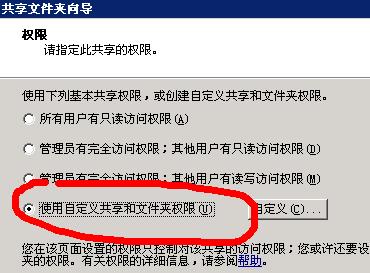 共享文件夹向导
权限
请指定此共享的权限。
使用下列基本共享权限，或创建自定义共享和文件夹权限。
所有用户有只读访问权限(A)
管理员有完全访问权限；其他用户有只读访问权限(D)
管理员有完全访问权限；其他用户有读写访问权限(M)
使用自定义共享和文件夹权限(U)
自定义(C)...
您在该页面设置的权限只控制对该共享的访问权限；您或许还要设
夹的权限。有关权限的详细信息，请参阅帮助。